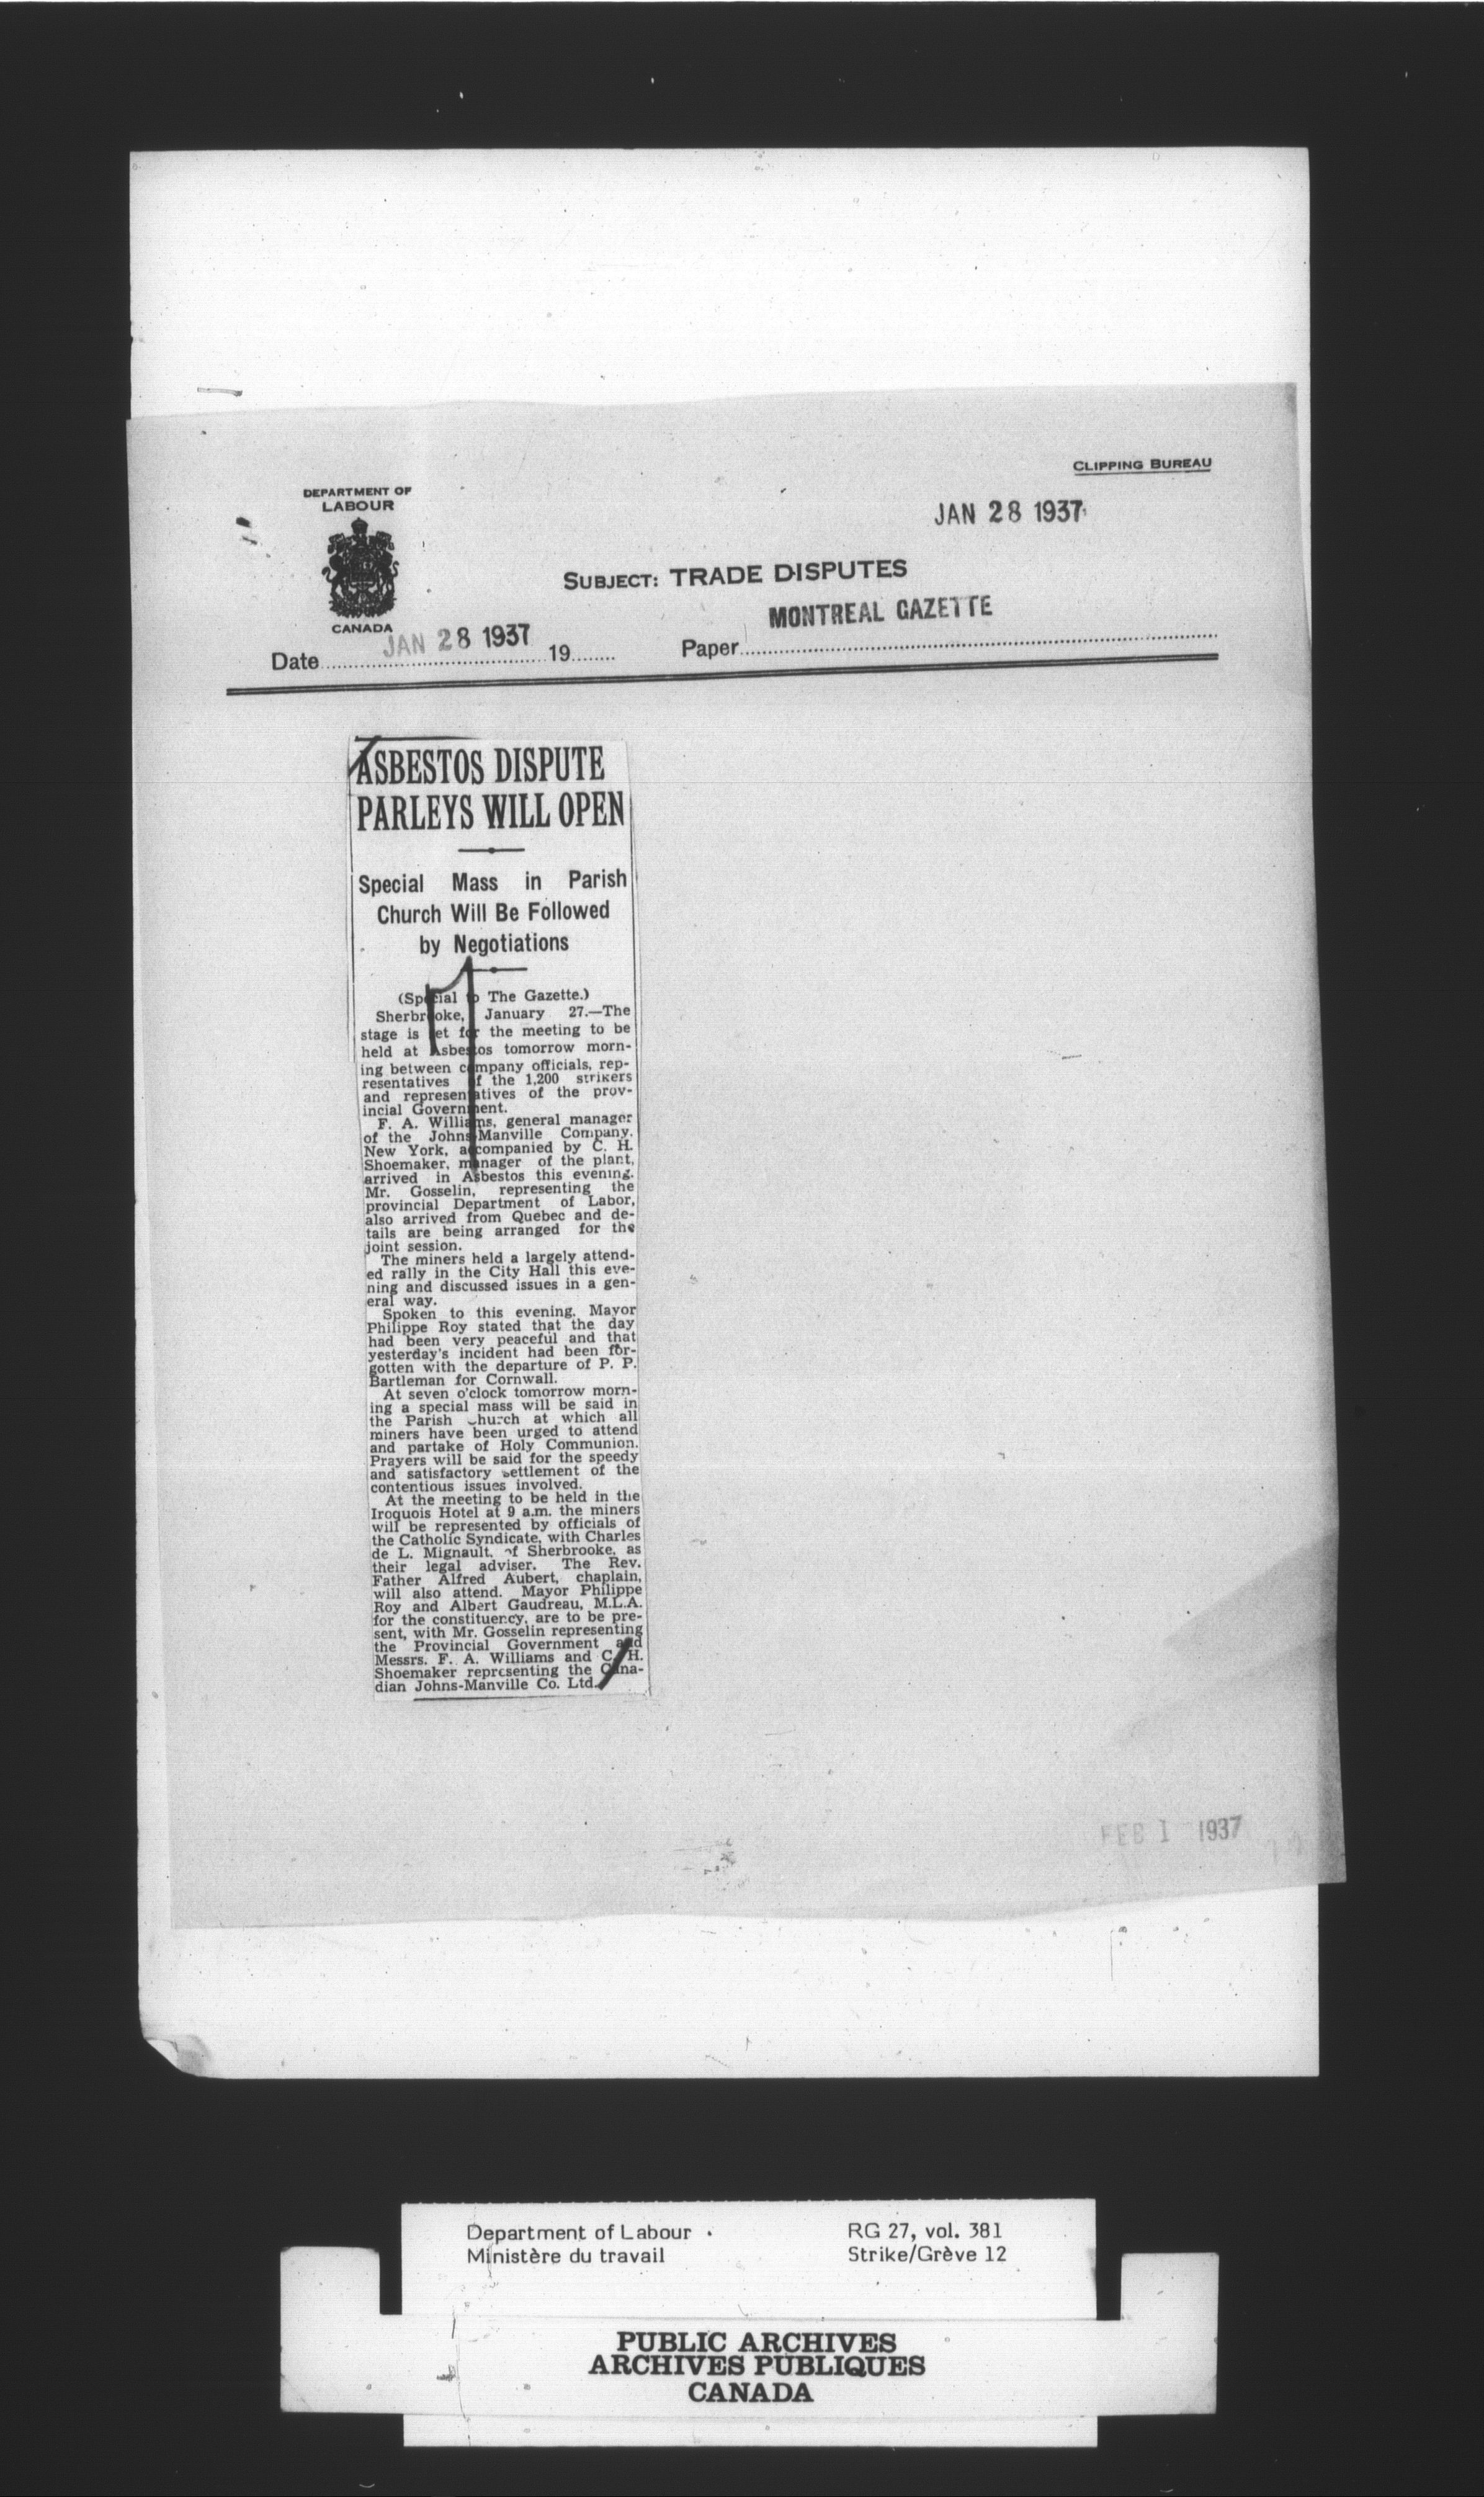 CLIPPING BUREAU
DEPARTMENT OF
LABOUR
CANADA
JAN 28 1937
SUBJECT: TRADE DISPUTES
MONTREAL GAZETTE
Date JAN 28 1937 19........ Paper
ASBESTOS DISPUTE
PARLEYS WILL OPEN
Special Mass in Parish
Church Will Be Followed
by Negotiations
(Special to The Gazette.)
Sherbrooke, January 27.—The
stage is set for the meeting to be
held at Asbestos tomorrow morn-
ing between company officials, rep-
resentatives of the 1,200 strikers
and representatives of the prov-
incial Government.
F. A. Williams, general manager
of the Johns-Manville Company,
New York, accompanied by C. H.
Shoemaker, manager of the plant,
arrived in Asbestos this evening.
Mr. Gosselin, representing the
provincial Department of Labor,
also arrived from Quebec and de-
tails are being arranged for the
joint session.
The miners held a largely attend-
ed rally in the City Hall this eve-
ning and discussed issues in a gen-
eral way.
Spoken to this evening, Mayor
Philippe Roy stated that the day
had been very peaceful and that
yesterday's incident had been for-
gotten with the departure of P. P.
Bartleman for Cornwall.
At seven o'clock tomorrow morn-
ing a special mass will be said in
the Parish Church at which all
miners have been urged to attend
and partake of Holy Communion.
Prayers will be said for the speedy
and satisfactory settlement of the
contentious issues involved.
At the meeting to be held in the
Iroquois Hotel at 9 a.m. the miners
will be represented by officials of
the Catholic Syndicate, with Charles
de L. Mignault, of Sherbrooke, as
their legal adviser. The Rev.
Father Alfred Aubert, chaplain,
will also attend. Mayor Philippe
Roy and Albert Gaudreau, M.L.A.
for the constituency, are to be pre-
sent, with Mr. Gosselin representing
the Provincial Government and
Messrs. F. A. Williams and C. H.
Shoemaker representing the Cana-
dian Johns-Manville Co. Ltd.
FEB 1 1937
Department of Labour
Ministère du travail
RG 27, vol. 381
Strike/Grève 12
PUBLIC ARCHIVES
ARCHIVES PUBLIQUES
CANADA